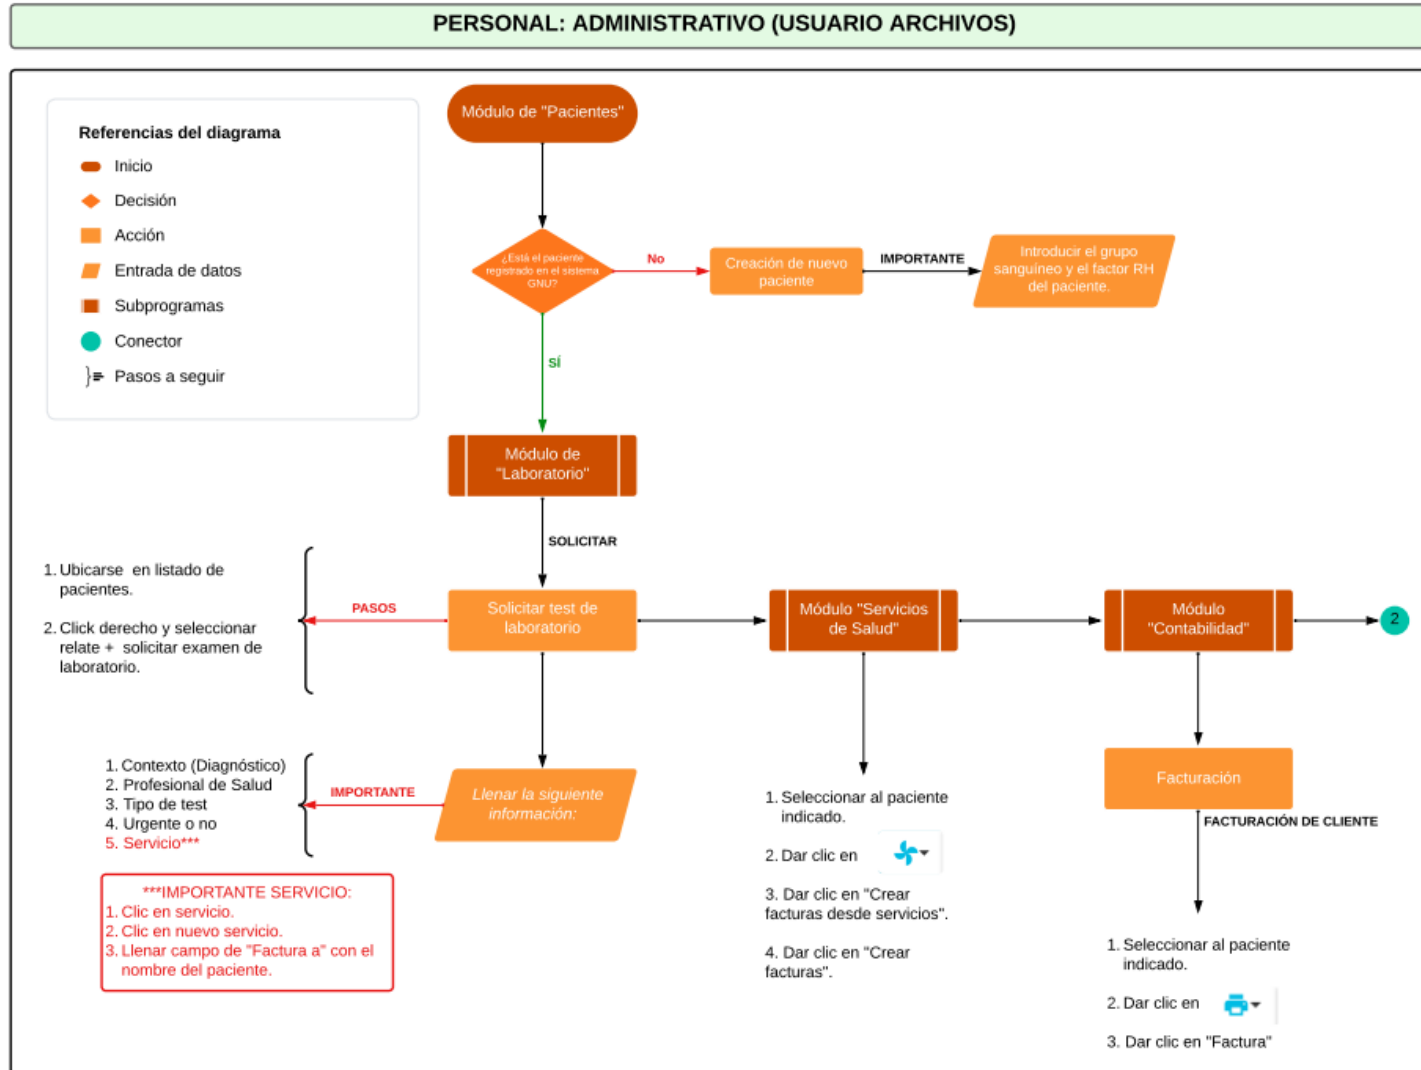 PERSONAL: ADMINISTRATIVO (USUARIO ARCHIVOS)
Referencias del diagrama
Inicio
Decisión
Acción
Entrada de datos
Subprogramas
Conector
Pasos a seguir
Módulo de "Pacientes"
¿Está el paciente
registrado en el sistema
GNU?
No
Creación de nuevo
paciente
IMPORTANTE
Introducir el grupo
sanguíneo y el factor RH
del paciente.
SÍ
Módulo de
"Laboratorio"
SOLICITAR
1. Ubicarse en listado de
pacientes.
2. Click derecho y seleccionar
relate + solicitar examen de
laboratorio.
PASOS
Solicitar test de
laboratorio
Módulo "Servicios
de Salud"
Módulo
"Contabilidad"
2
1. Contexto (Diagnóstico)
2. Profesional de Salud
3. Tipo de test
4. Urgente o no
5. Servicio***
IMPORTANTE
Llenar la siguiente
información:
***IMPORTANTE SERVICIO:
1. Clic en servicio.
2. Clic en nuevo servicio.
3. Llenar campo de "Factura a" con el
nombre del paciente.
1. Seleccionar al paciente
indicado.
2. Dar clic en
3. Dar clic en "Crear
facturas desde servicios".
4. Dar clic en "Crear
facturas".
Facturación
FACTURACIÓN DE CLIENTE
1. Seleccionar al paciente
indicado.
2. Dar clic en
3. Dar clic en "Factura"